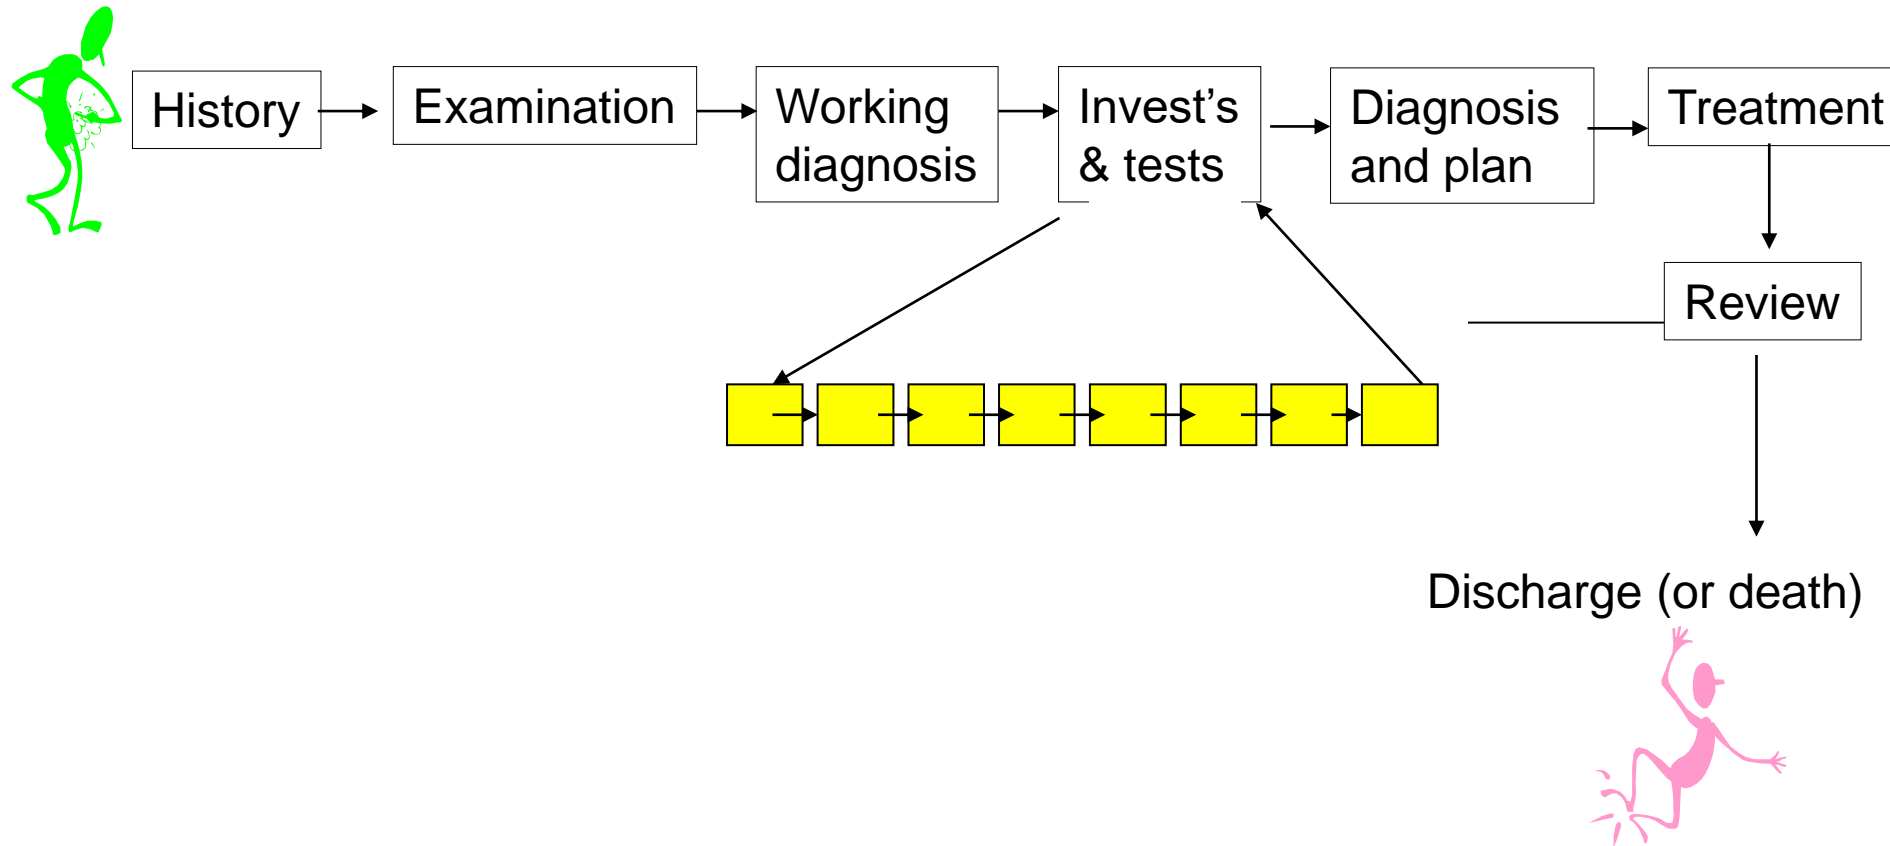 History
Examination
Working
diagnosis
Invest’s
& tests
Diagnosis
and plan
Treatment
Review
Discharge (or death)